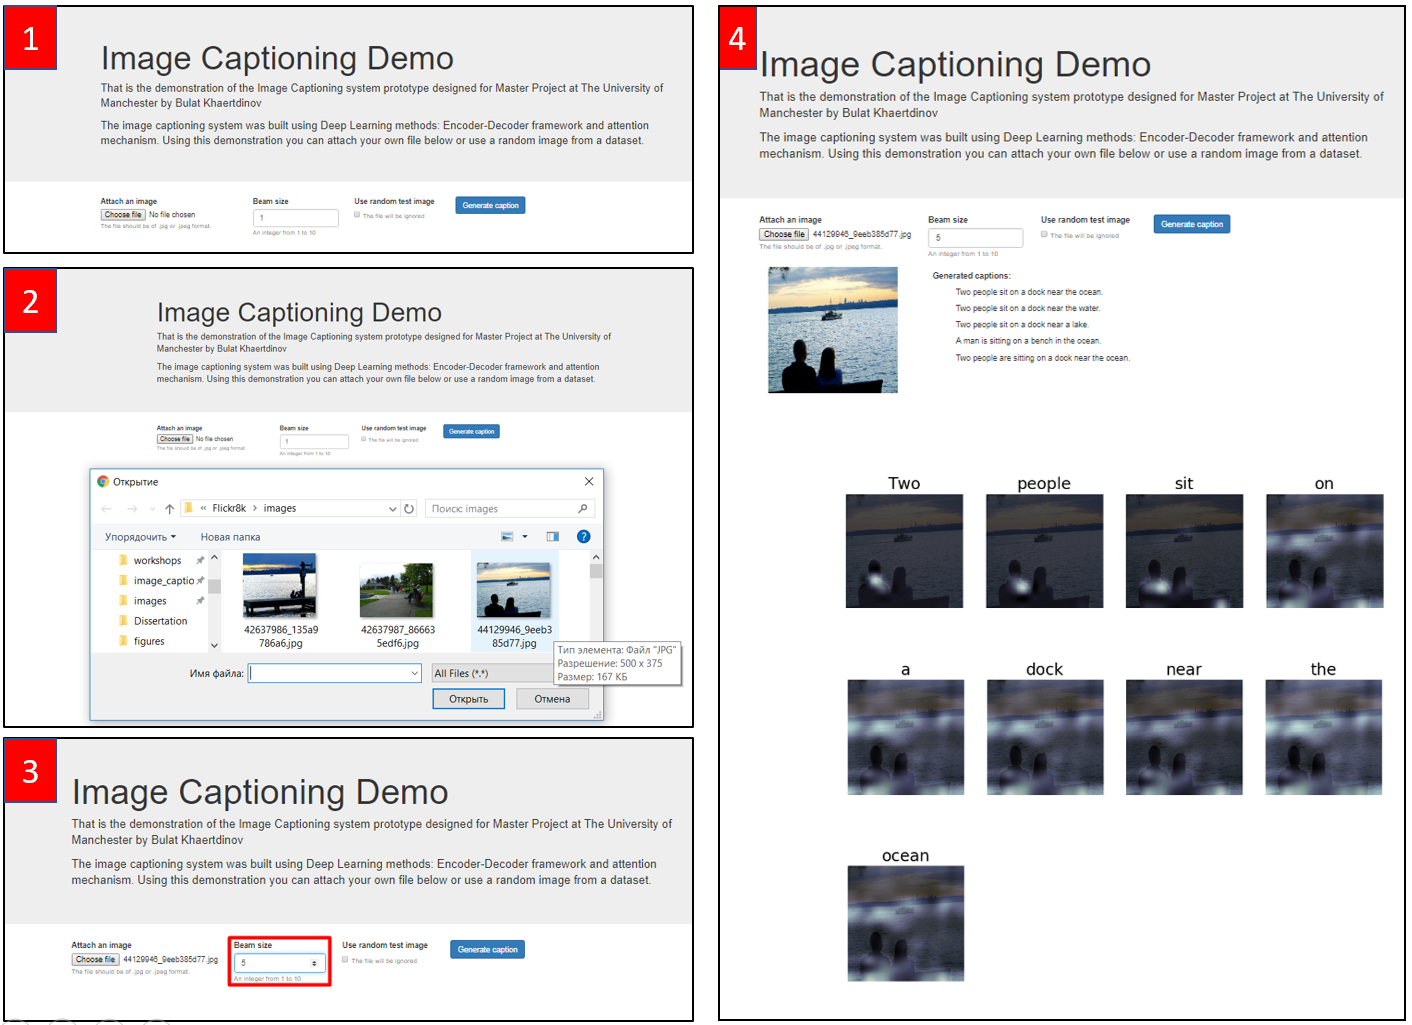 1
Image Captioning Demo
That is the demonstration of the Image Captioning system prototype designed for Master Project at The University of
Manchester by Bulat Khaertdinov
The image captioning system was built using Deep Learning methods: Encoder-Decoder framework and attention
mechanism. Using this demonstration you can attach your own file below or use a random image from a dataset.
Attach an image
Choose file No file chosen
The file should be of .jpg or .jpeg format.
Beam size
1
An integer from 1 to 10
Use random test image
The file will be ignored
Generate caption
2
Image Captioning Demo
That is the demonstration of the Image Captioning system prototype designed for Master Project at The University of
Manchester by Bulat Khaertdinov
The image captioning system was built using Deep Learning methods: Encoder-Decoder framework and attention
mechanism. Using this demonstration you can attach your own file below or use a random image from a dataset.
Attach an image
Choose file No file chosen
The file should be of .jpg or .jpeg format.
Beam size
1
An integer from 1 to 10
Use random test image
The file will be ignored
Generate caption
Открытие
« Flickr8k > images
Поиск: images
Упорядочить
Новая папка
?
workshops
image_captio
images
Dissertation
figures
42637986_135a9
786a6.jpg
42637987_86663
5edf6.jpg
44129946_9eeb3
85d77.jpg
Тип элемента: Файл "JPG"
Разрешение: 500 x 375
Размер: 167 КБ
Имя файла:
All Files (*.*)
Открыть
Отмена
3
Image Captioning Demo
That is the demonstration of the Image Captioning system prototype designed for Master Project at The University of
Manchester by Bulat Khaertdinov
The image captioning system was built using Deep Learning methods: Encoder-Decoder framework and attention
mechanism. Using this demonstration you can attach your own file below or use a random image from a dataset.
Attach an image
Choose file 44129946_9eeb385d77.jpg
The file should be of .jpg or .jpeg format.
Beam size
5
An integer from 1 to 10
Use random test image
The file will be ignored
Generate caption
4
Image Captioning Demo
That is the demonstration of the Image Captioning system prototype designed for Master Project at The University of
Manchester by Bulat Khaertdinov
The image captioning system was built using Deep Learning methods: Encoder-Decoder framework and attention
mechanism. Using this demonstration you can attach your own file below or use a random image from a dataset.
Attach an image
Choose file 44129946_9eeb385d77.jpg
The file should be of .jpg or .jpeg format.
Beam size
5
An integer from 1 to 10
Use random test image
The file will be ignored
Generate caption
Generated captions:
Two people sit on a dock near the ocean.
Two people sit on a dock near the water.
Two people sit on a dock near a lake.
A man is sitting on a bench in the ocean.
Two people are sitting on a dock near the ocean.
Two people sit on
a dock near the
ocean